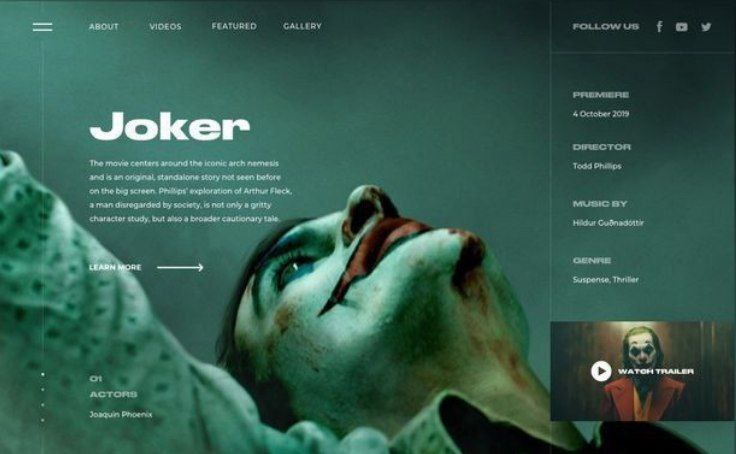 ABOUT
VIDEOS
FEATURED
GALLERY
FOLLOW US
Joker
The movie centers around the iconic arch nemesis
and is an original, standalone story not seen before
on the big screen. Phillips' exploration of Arthur Fleck,
a man disregarded by society, is not only a gritty
character study, but also a broader cautionary tale.
LEARN MORE
01
ACTORS
Joaquin Phoenix
PREMIERE
4 October 2019
DIRECTOR
Todd Phillips
MUSIC BY
Hildur Guðnadóttir
GENRE
Suspense, Thriller
WATCH TRAILER